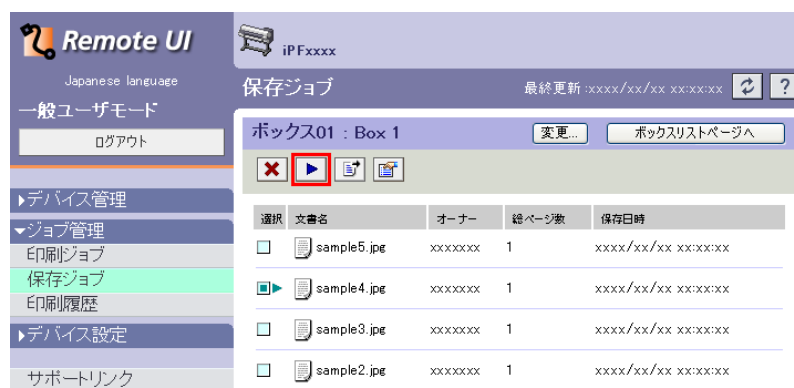 Remote UI
iPFxxxx
Japanese language
一般ユーザモード
ログアウト
▶デバイス管理
▼ジョブ管理
印刷ジョブ
保存ジョブ
印刷履歴
▶デバイス設定
サポートリンク
保存ジョブ
最終更新:xxxx/xx/xx xx:xx:xx
?
ボックス01 : Box 1
変更...
ボックスリストページへ
選択 文書名 オーナー 総ページ数 保存日時
sample5.jpg xxxxxxx 1 xxxx/xx/xx xx:xx:xx
sample4.jpg xxxxxxx 1 xxxx/xx/xx xx:xx:xx
sample3.jpg xxxxxxx 1 xxxx/xx/xx xx:xx:xx
sample2.jpg xxxxxxx 1 xxxx/xx/xx xx:xx:xx